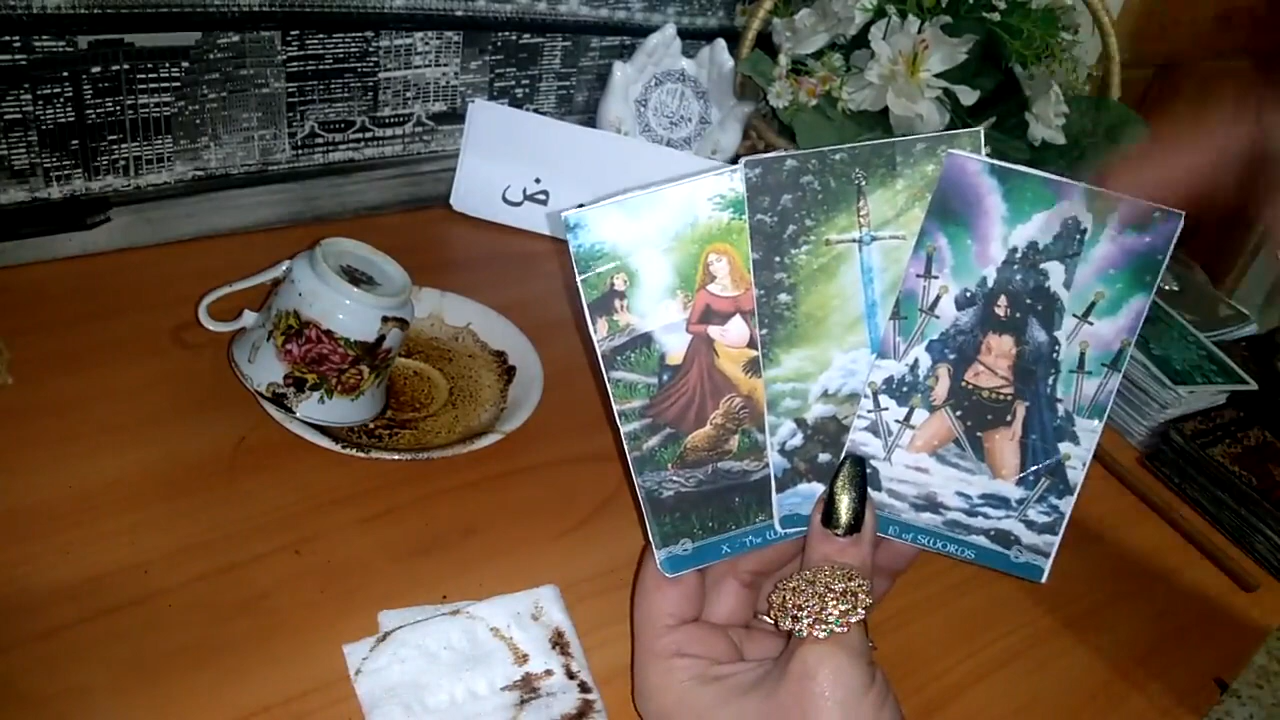 ض
X - The W
10 of SWORDS